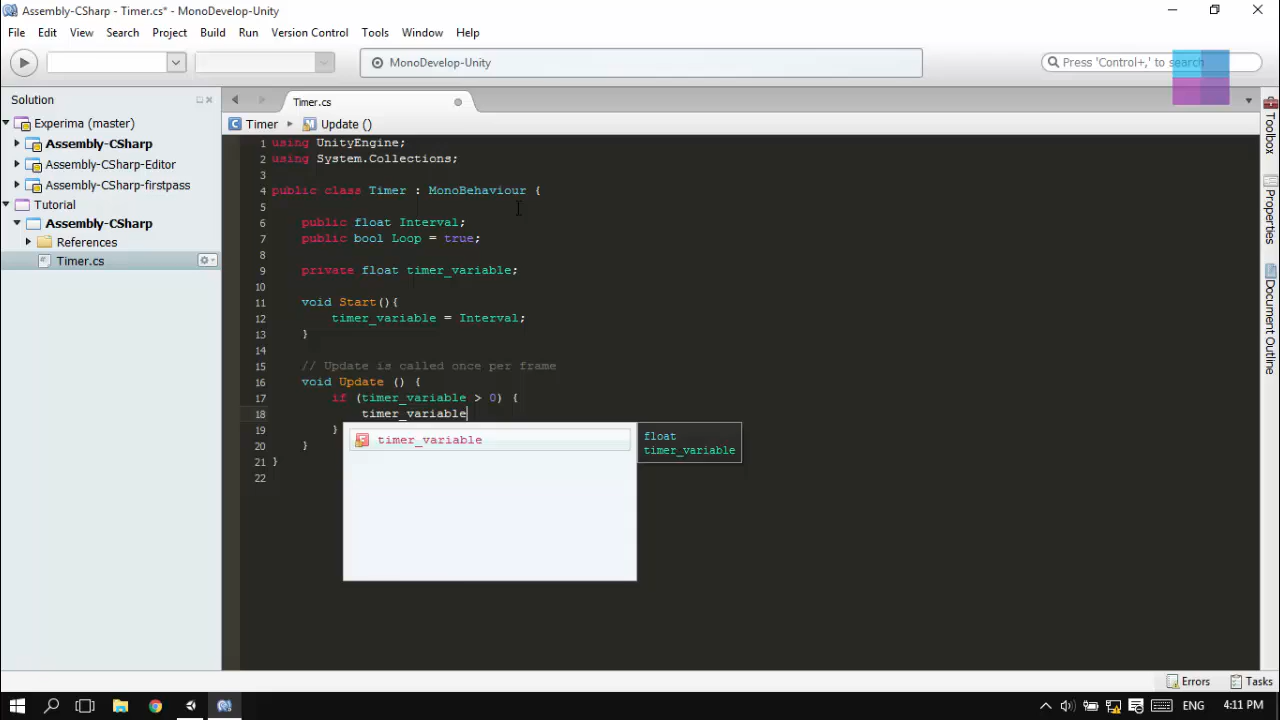 Assembly-CSharp - Timer.cs* - MonoDevelop-Unity
File Edit View Search Project Build Run Version Control Tools Window Help
MonoDevelop-Unity
Press 'Control+,' to search
Solution
Timer.cs
Experima (master)
Assembly-CSharp
Assembly-CSharp-Editor
Assembly-CSharp-firstpass
Tutorial
Assembly-CSharp
References
Timer.cs
Timer
Update ()
1 using UnityEngine;
2 using System.Collections;
3
4 public class Timer : MonoBehaviour {
5
6 public float Interval;
7 public bool Loop = true;
8
9 private float timer_variable;
10
11 void Start(){
12 timer_variable = Interval;
13 }
14
15 // Update is called once per frame
16 void Update () {
17 if (timer_variable > 0) {
18 timer_variable
19 }
20 }
21 }
22
timer_variable
float
timer_variable
Toolbox
Properties
Document Outline
Errors Tasks
ENG 4:11 PM